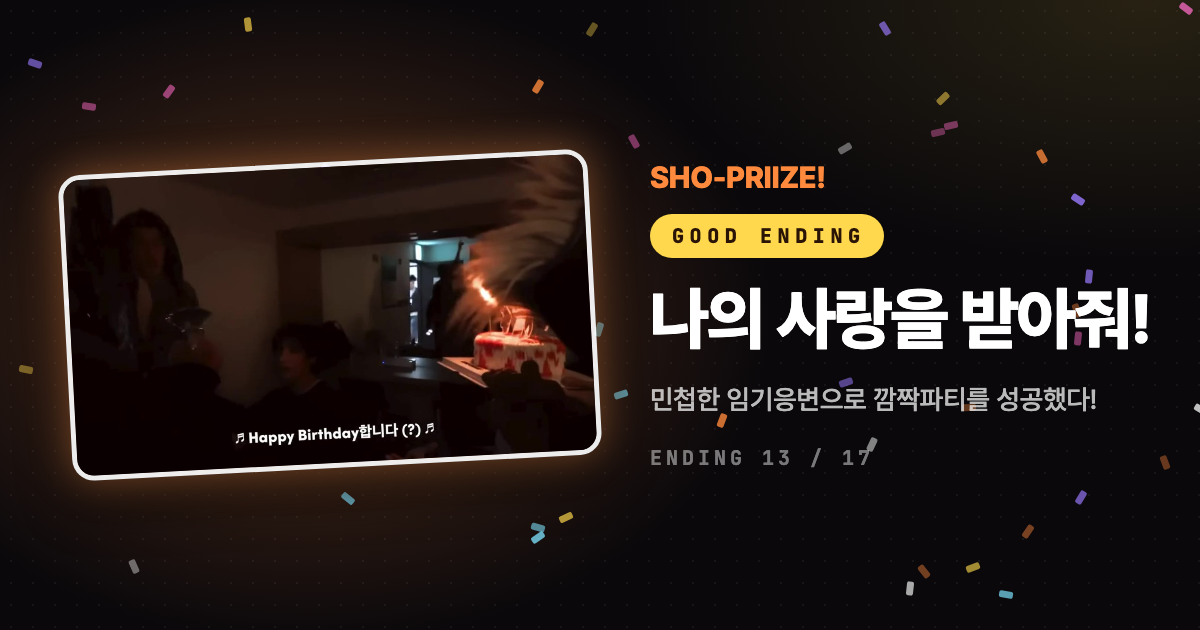 SHO-PRIIZE!
GOOD ENDING
나의 사랑을 받아줘!
민첩한 임기응변으로 깜짝파티를 성공했다!
ENDING 13 / 17
♬ Happy Birthday합니다 (?) ♬